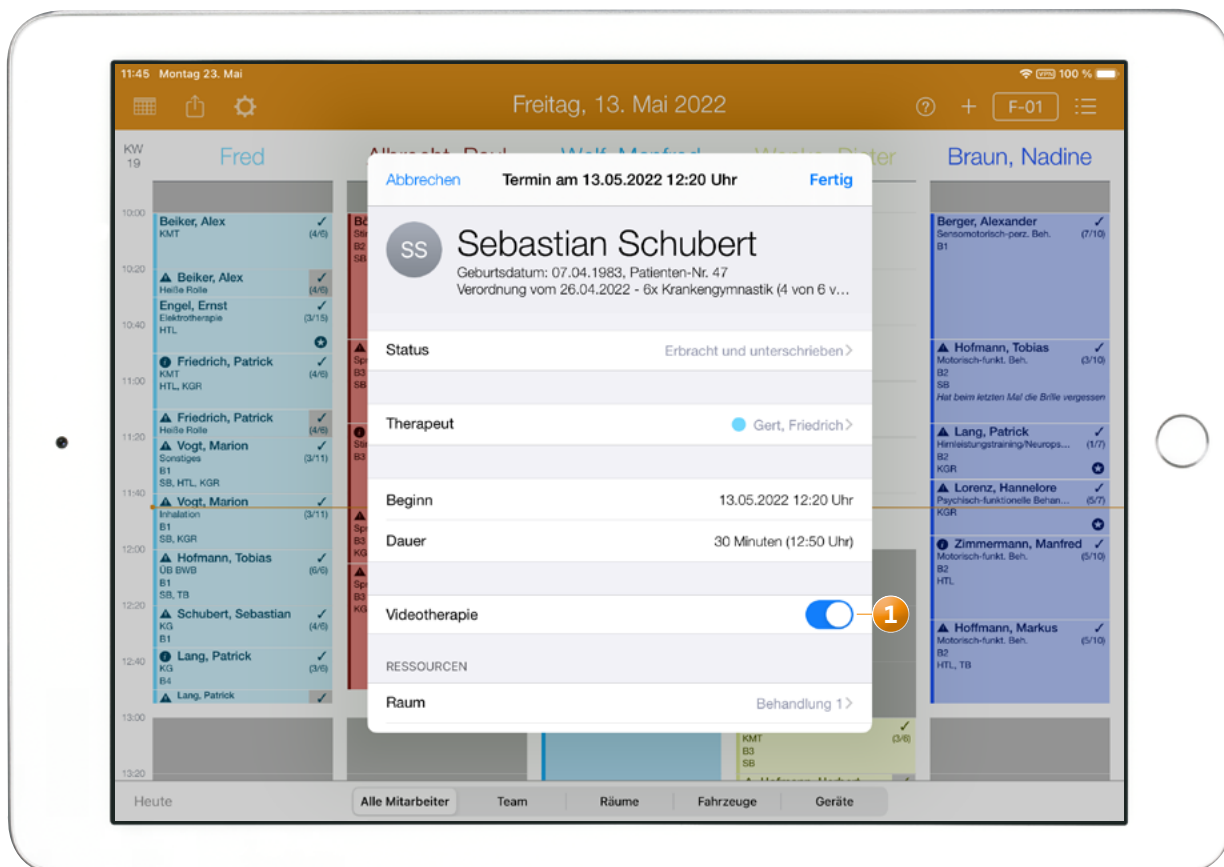 11:45 Montag 23. Mai
VPN 100 %
Freitag, 13. Mai 2022
?
F-01
KW
19
Fred
Braun, Nadine
10:00
10:20
10:40
11:00
11:20
11:40
12:00
12:20
12:40
13:00
13:20
Beiker, Alex
KMT (4/6)
Beiker, Alex
Heiße Rolle (4/6)
Engel, Ernst
Elektrotherapie (3/15)
HTL
Friedrich, Patrick
KMT (4/6)
HTL, KGR
Friedrich, Patrick
Heiße Rolle (4/6)
Vogt, Marion
Sonstiges (3/11)
B1
SB, HTL, KGR
Vogt, Marion
Inhalation (3/11)
B1
SB, KGR
Hofmann, Tobias
ÜB BWB (6/6)
B1
SB, TB
Schubert, Sebastian
KG (4/6)
B1
Lang, Patrick
KG (3/6)
B4
Lang, Patrick
Abbrechen
Termin am 13.05.2022 12:20 Uhr
Fertig
SS
Sebastian Schubert
Geburtsdatum: 07.04.1983, Patienten-Nr. 47
Verordnung vom 26.04.2022 - 6x Krankengymnastik (4 von 6 v...
Status
Erbracht und unterschrieben
Therapeut
Gert, Friedrich
Beginn
13.05.2022 12:20 Uhr
Dauer
30 Minuten (12:50 Uhr)
Videotherapie
1
RESSOURCEN
Raum
Behandlung 1
KMT (3/6)
B3
SB
Berger, Alexander
Sensomotorisch-perz. Beh. (7/10)
B1
Hofmann, Tobias
Motorisch-funkt. Beh. (3/10)
B2
SB
Hat beim letzten Mal die Brille vergessen
Lang, Patrick
Hirnleistungstraining/Neurops... (1/7)
B2
KGR
Lorenz, Hannelore
Psychisch-funktionelle Behan... (5/7)
KGR
Zimmermann, Manfred
Motorisch-funkt. Beh. (5/10)
B2
HTL
Hoffmann, Markus
Motorisch-funkt. Beh. (5/10)
B2
HTL, TB
Heute
Alle Mitarbeiter
Team
Räume
Fahrzeuge
Geräte